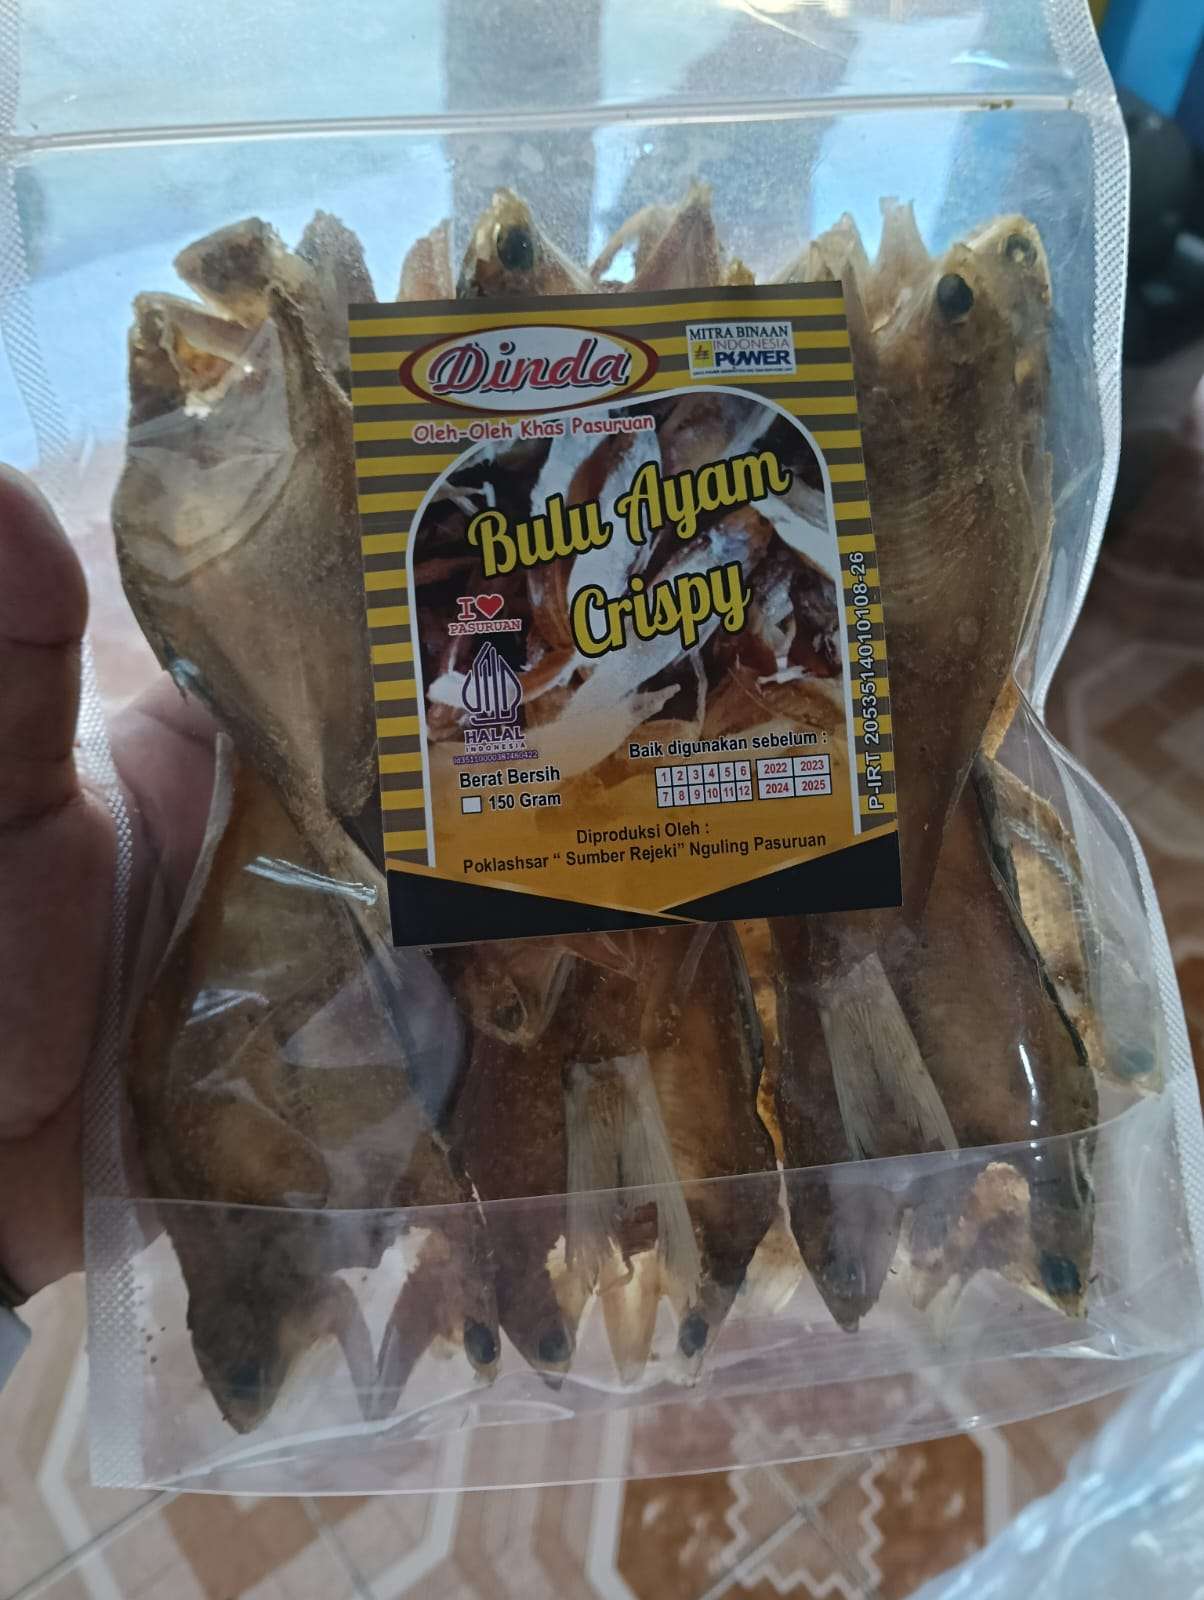 Dinda
Oleh-Oleh Khas Pasuruan
MITRA BINAAN
INDONESIA
POWER
Bulu Ayam
Crispy
I
PASURUAN
HALAL
INDONESIA
Berat Bersih
150 Gram
Baik digunakan sebelum :
1 2 3 4 5 6 2022 2023
7 8 9 10 11 12 2024 2025
Diproduksi Oleh :
Poklashsar “ Sumber Rejeki” Nguling Pasuruan
P-IRT 2053514010108-26